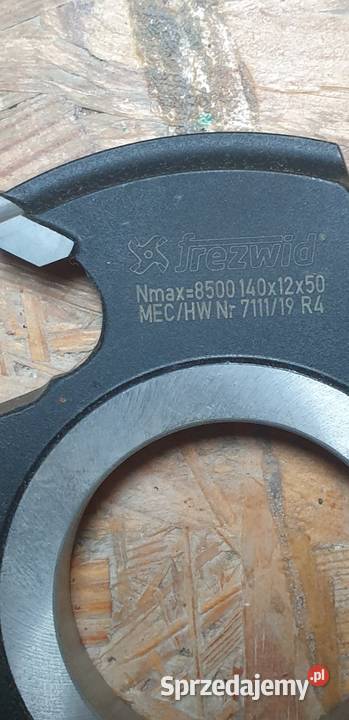 frezwid®
Nmax=8500 140x12x50
MEC/HW Nr 7111/19 R4
Sprzedajemy.pl